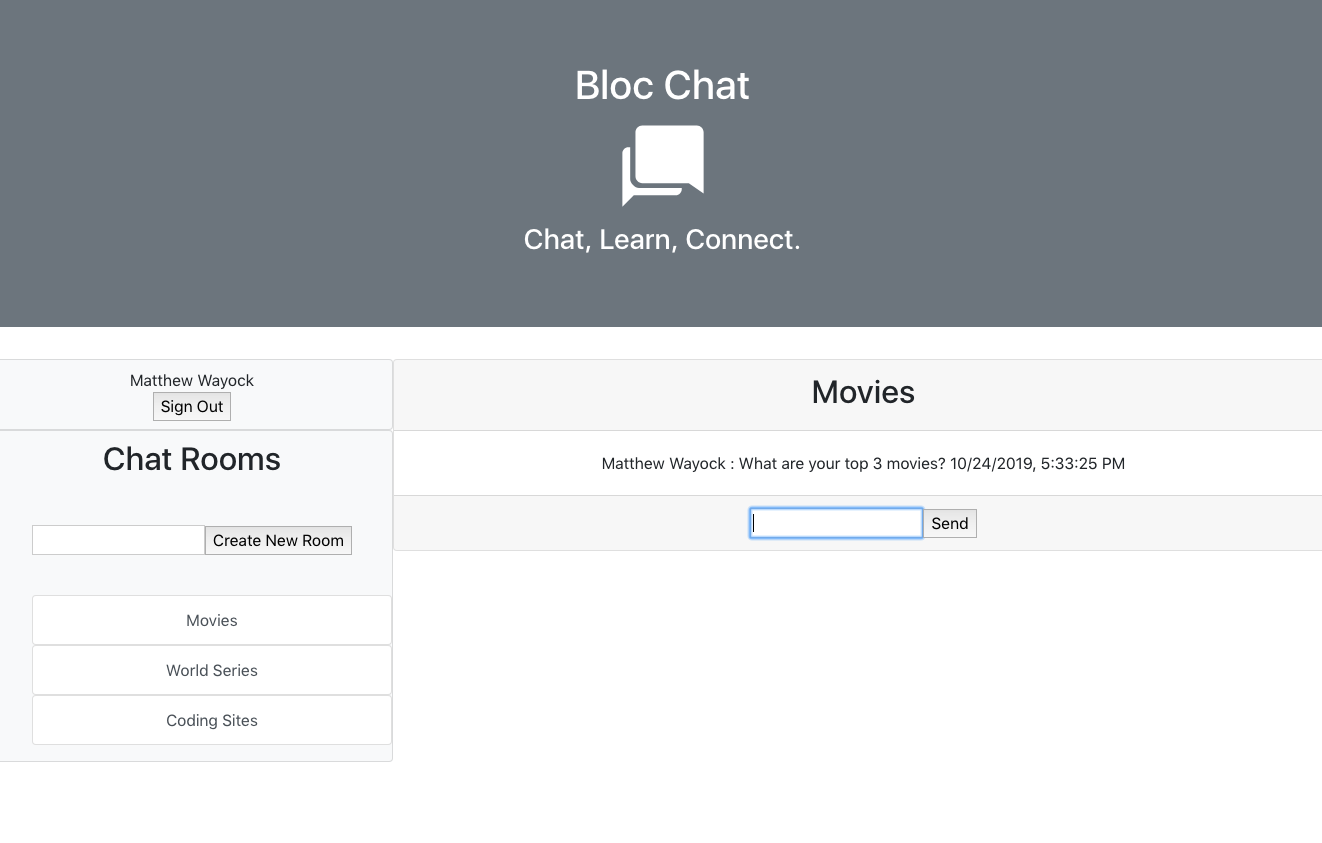 Bloc Chat
Chat, Learn, Connect.
Matthew Wayock
Sign Out
Chat Rooms
Create New Room
Movies
World Series
Coding Sites
Movies
Matthew Wayock : What are your top 3 movies? 10/24/2019, 5:33:25 PM
Send